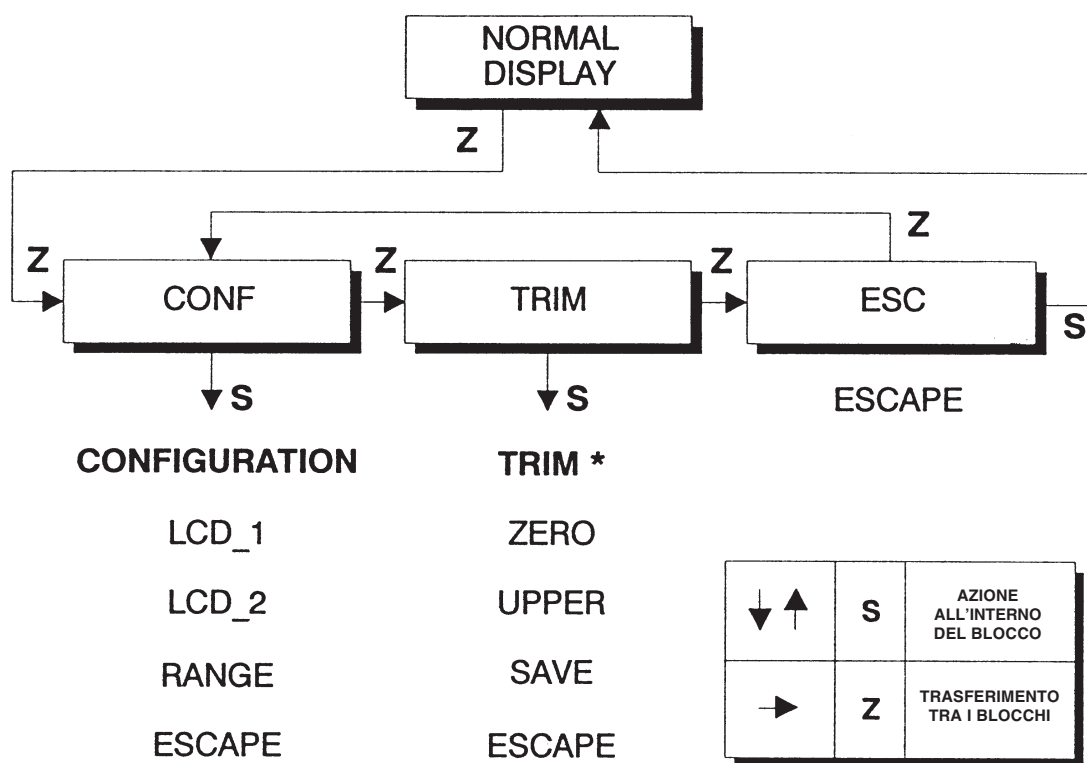 NORMAL
DISPLAY
Z
Z
Z
CONF
Z
TRIM
Z
ESC
S
S
S
ESCAPE
CONFIGURATION
TRIM *
LCD_1
ZERO
LCD_2
UPPER
RANGE
SAVE
ESCAPE
ESCAPE
S
AZIONE
ALL'INTERNO
DEL BLOCCO
Z
TRASFERIMENTO
TRA I BLOCCHI